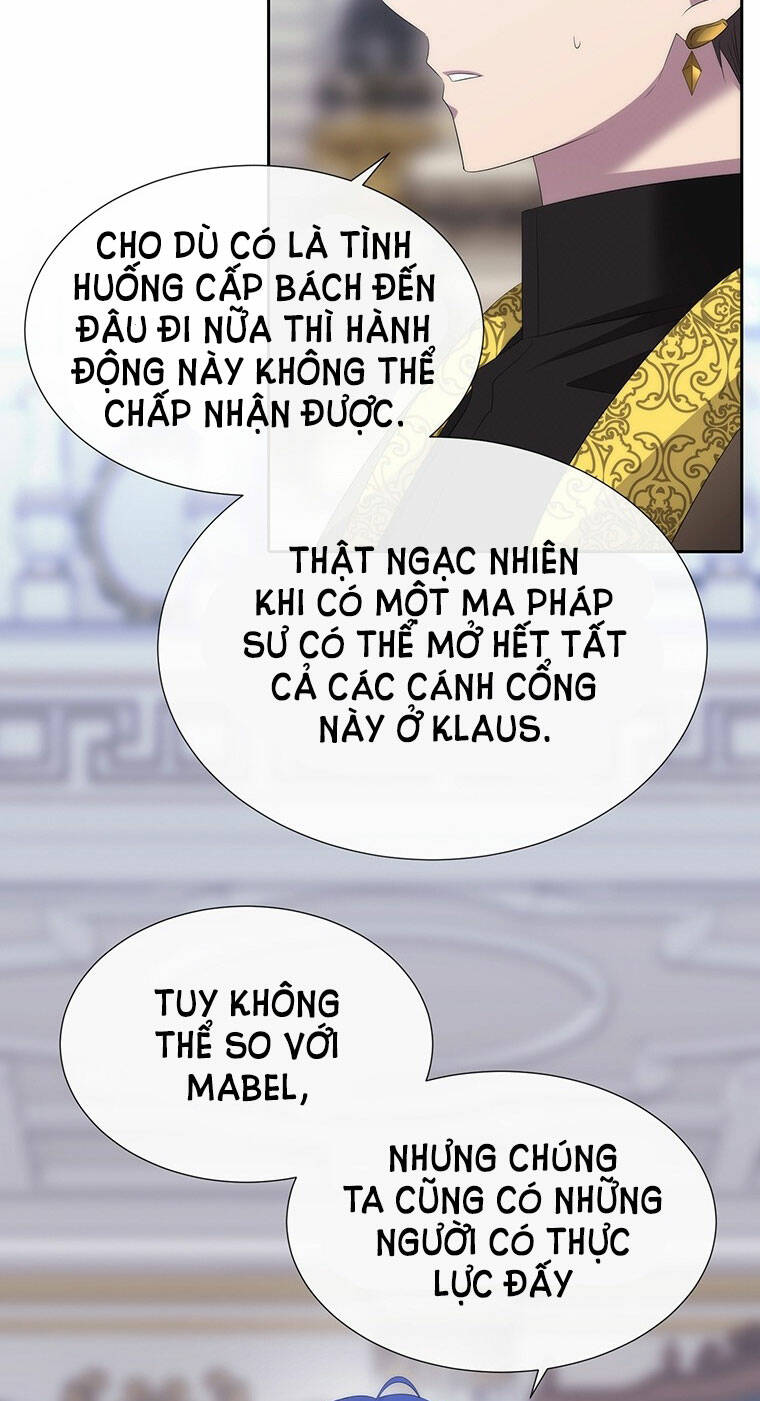 CHO DÙ CÓ LÀ TÌNH
HUỐNG CẤP BÁCH ĐẾN
ĐÂU ĐI NỮA THÌ HÀNH
ĐỘNG NÀY KHÔNG THỂ
CHẤP NHẬN ĐƯỢC.
THẬT NGẠC NHIÊN
KHI CÓ MỘT MA PHÁP
SƯ CÓ THỂ MỞ HẾT TẤT
CẢ CÁC CÁNH CỔNG
NÀY Ở KLAUS.
TUY KHÔNG
THỂ SO VỚI
MABEL,
NHƯNG CHÚNG
TA CŨNG CÓ NHỮNG
NGƯỜI CÓ THỰC
LỰC ĐẤY